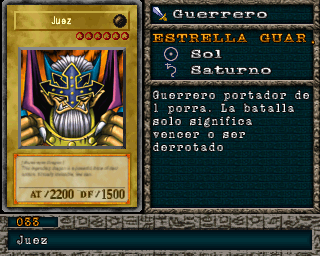 Juez
AT/2200 DF/1500
Guerrero
ESTRELLA GUAR.
Sol
Saturno
Guerrero portador de
1 porra. La batalla
solo significa
vencer o ser
derrotado
033
Juez